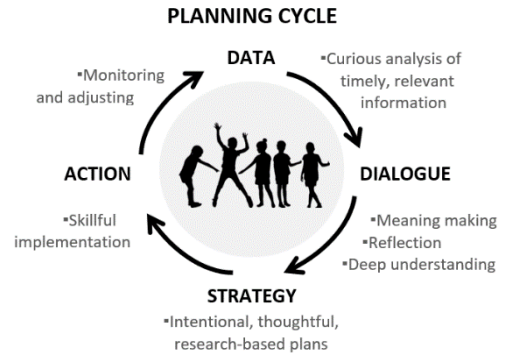 PLANNING CYCLE
DATA
▪Curious analysis of
timely, relevant
information
DIALOGUE
▪Meaning making
▪Reflection
▪Deep understanding
STRATEGY
▪Intentional, thoughtful,
research-based plans
ACTION
▪Skillful
implementation
▪Monitoring
and adjusting